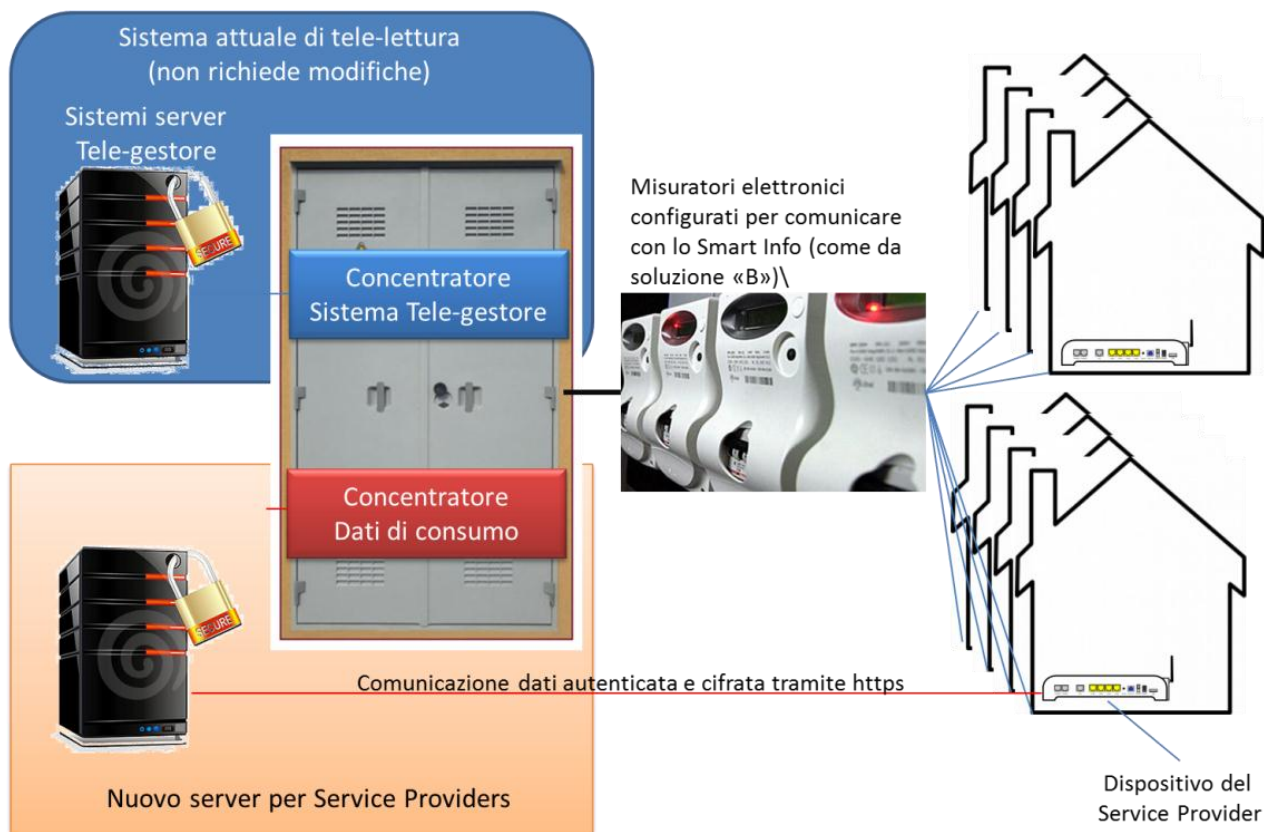 Sistema attuale di tele-lettura
(non richiede modifiche)
Sistemi server
Tele-gestore
SECURE
Concentratore
Sistema Tele-gestore
Misuratori elettronici
configurati per comunicare
con lo Smart Info (come da
soluzione «B»)\
Concentratore
Dati di consumo
SECURE
Comunicazione dati autenticata e cifrata tramite https
Nuovo server per Service Providers
Dispositivo del
Service Provider